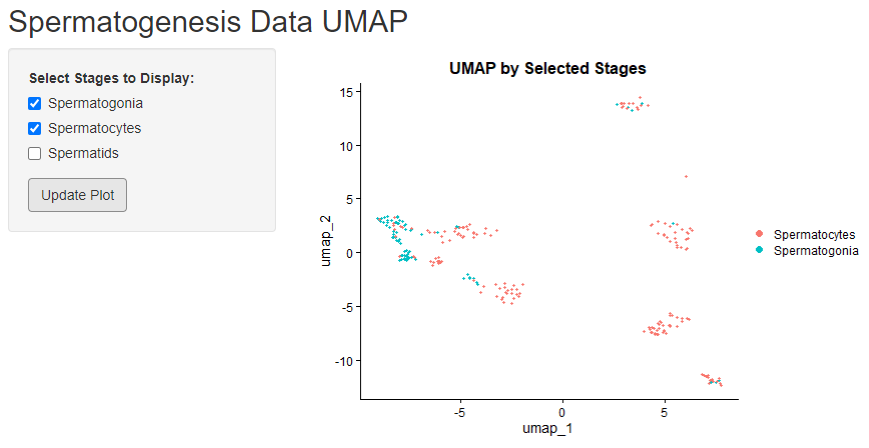 Spermatogenesis Data UMAP
Select Stages to Display:
Spermatogonia
Spermatocytes
Spermatids
Update Plot
UMAP by Selected Stages
umap_2
15
10
5
0
-5
-10
-5
0
5
umap_1
Spermatocytes
Spermatogonia